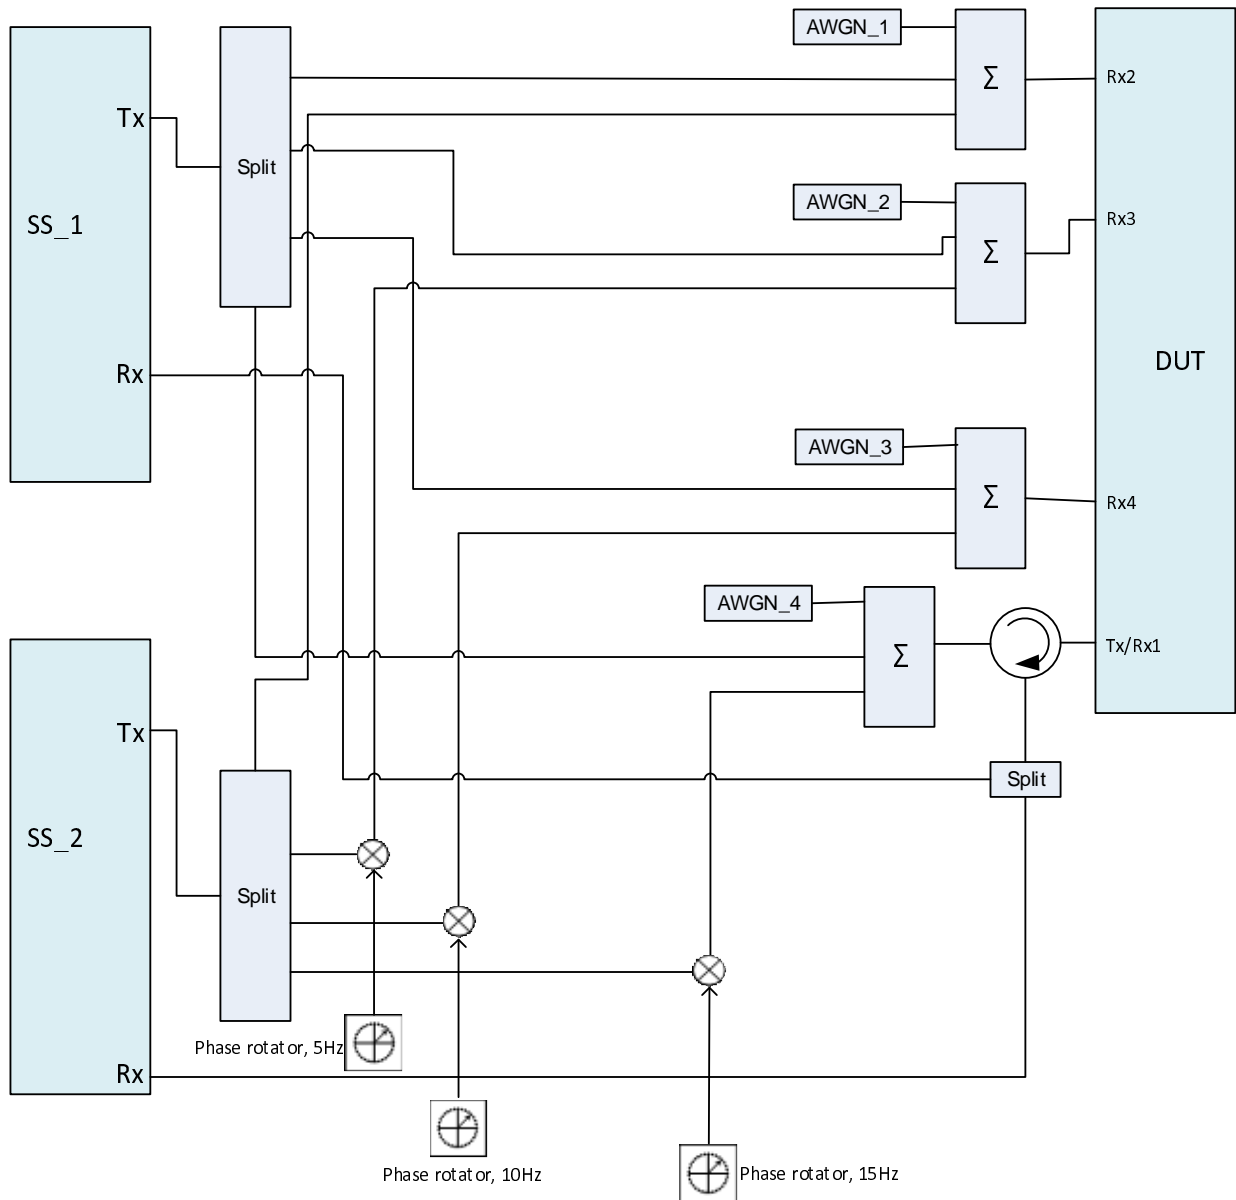 AWGN_1
Σ
Rx2
Tx
Split
AWGN_2
Σ
Rx3
SS_1
DUT
Rx
AWGN_3
Σ
Rx4
AWGN_4
Σ
Tx/Rx1
Tx
Split
SS_2
Split
Phase rotator, 5Hz
Rx
Phase rotator, 10Hz
Phase rotator, 15Hz